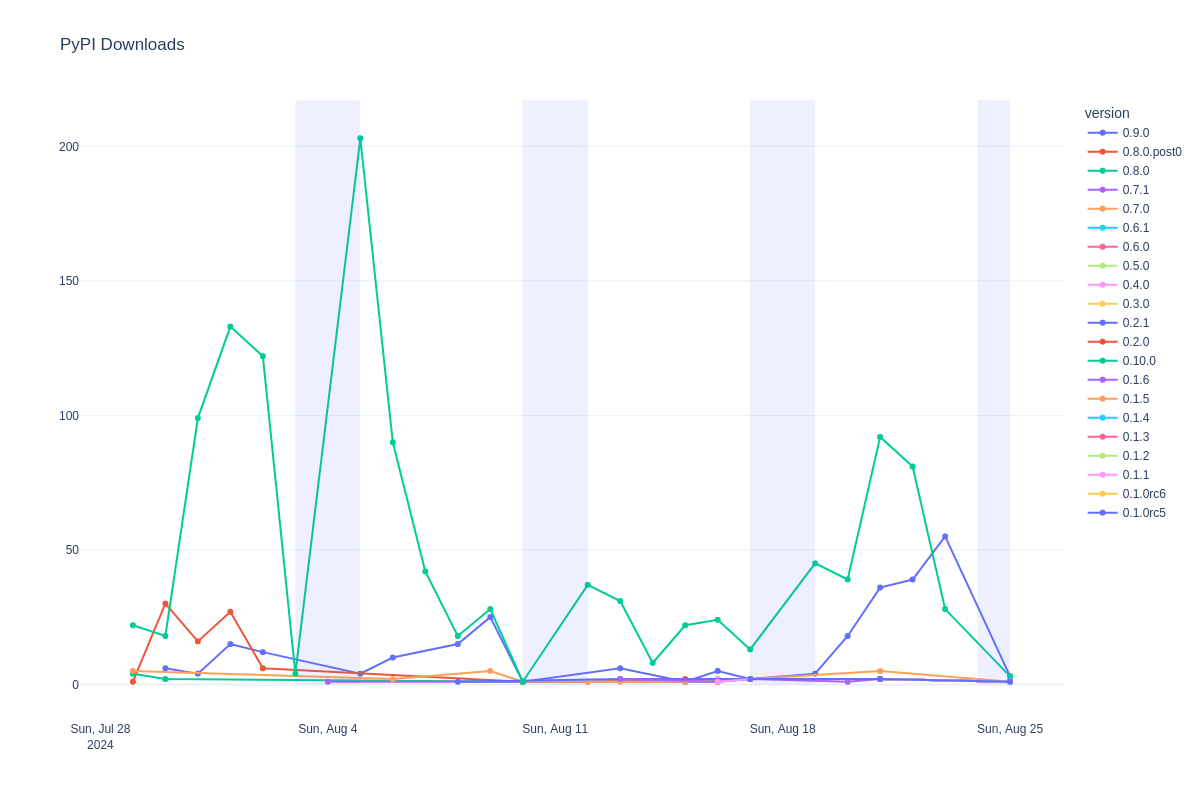 PyPI Downloads
200
150
100
50
0
Sun, Jul 28
2024
Sun, Aug 4
Sun, Aug 11
Sun, Aug 18
Sun, Aug 25
version
0.9.0
0.8.0.post0
0.8.0
0.7.1
0.7.0
0.6.1
0.6.0
0.5.0
0.4.0
0.3.0
0.2.1
0.2.0
0.10.0
0.1.6
0.1.5
0.1.4
0.1.3
0.1.2
0.1.1
0.1.0rc6
0.1.0rc5